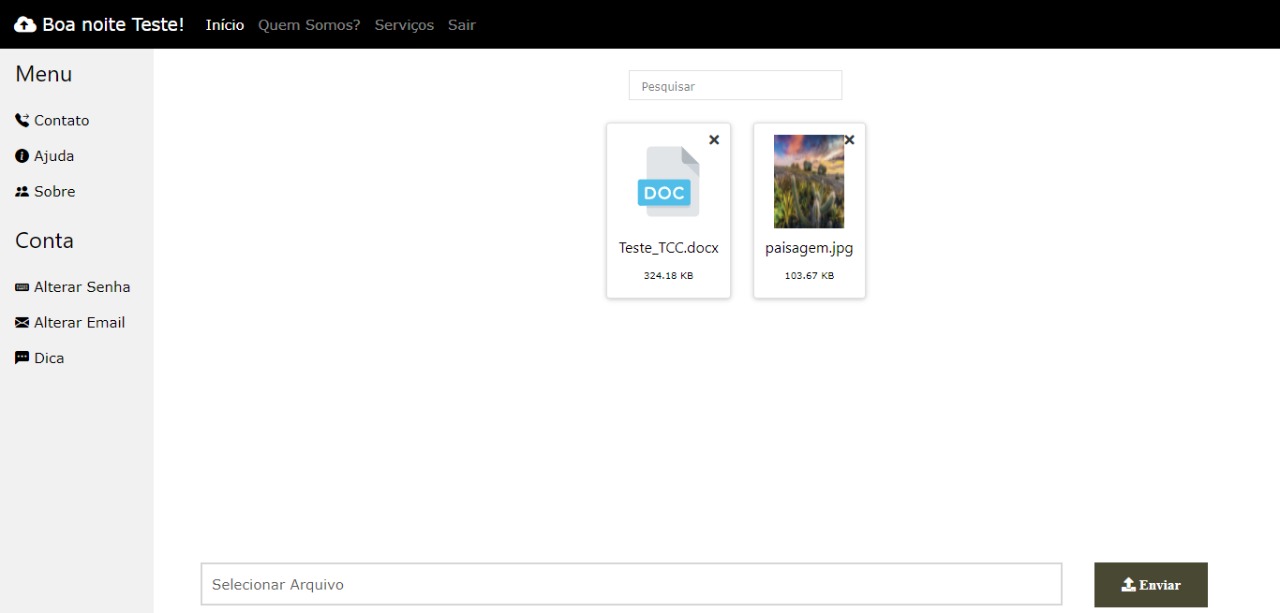 Boa noite Teste! Início Quem Somos? Serviços Sair
Menu
Contato
Ajuda
Sobre
Conta
Alterar Senha
Alterar Email
Dica
Pesquisar
DOC
Teste_TCC.docx
324.18 KB
paisagem.jpg
103.67 KB
Selecionar Arquivo
Enviar